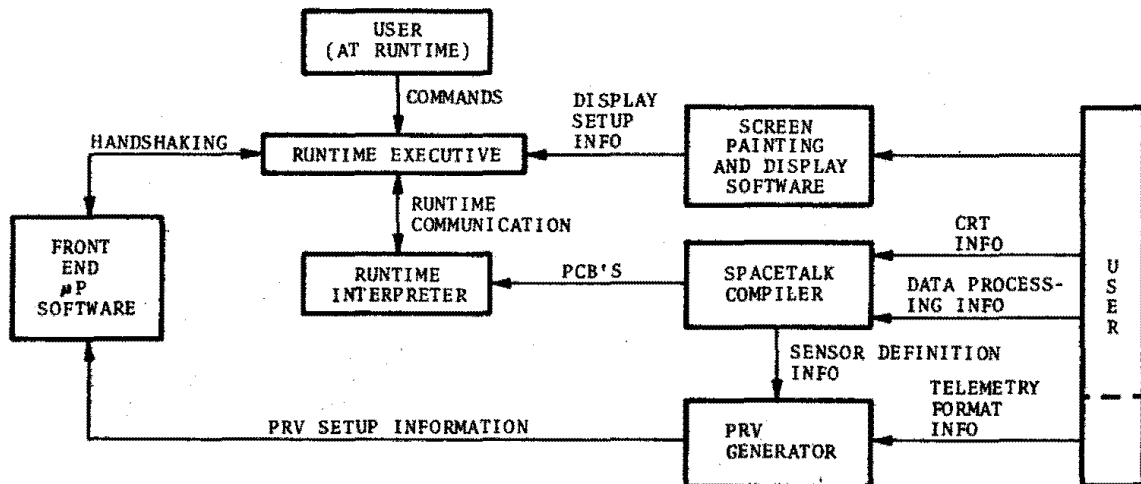 USER
(AT RUNTIME)
COMMANDS
HANDSHAKING
RUNTIME EXECUTIVE
DISPLAY
SETUP
INFO
SCREEN
PAINTING
AND DISPLAY
SOFTWARE
RUNTIME
COMMUNICATION
FRONT
END
µP
SOFTWARE
RUNTIME
INTERPRETER
PCB'S
SPACETALK
COMPILER
CRT
INFO
DATA PROCESS-
ING INFO
USER
SENSOR DEFINITION
INFO
TELEMETRY
FORMAT
INFO
PRV SETUP INFORMATION
PRV
GENERATOR